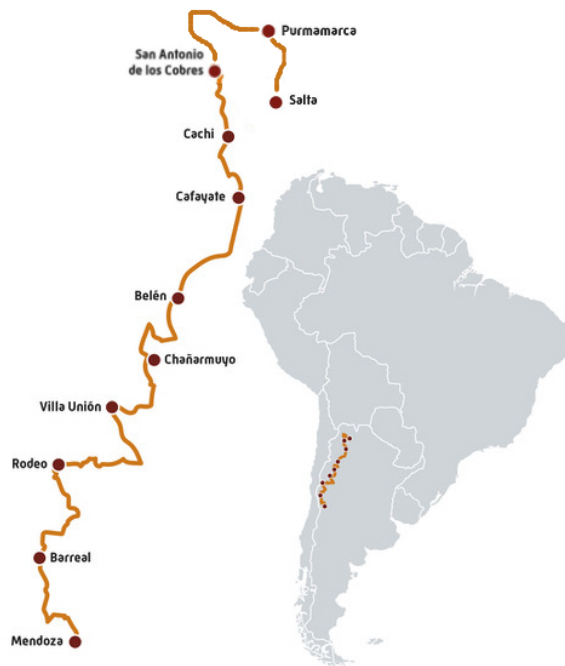 Purmamarca
San Antonio
de los Cobres
Salta
Cachi
Cafayate
Belén
Chañarmuyo
Villa Unión
Rodeo
Barreal
Mendoza